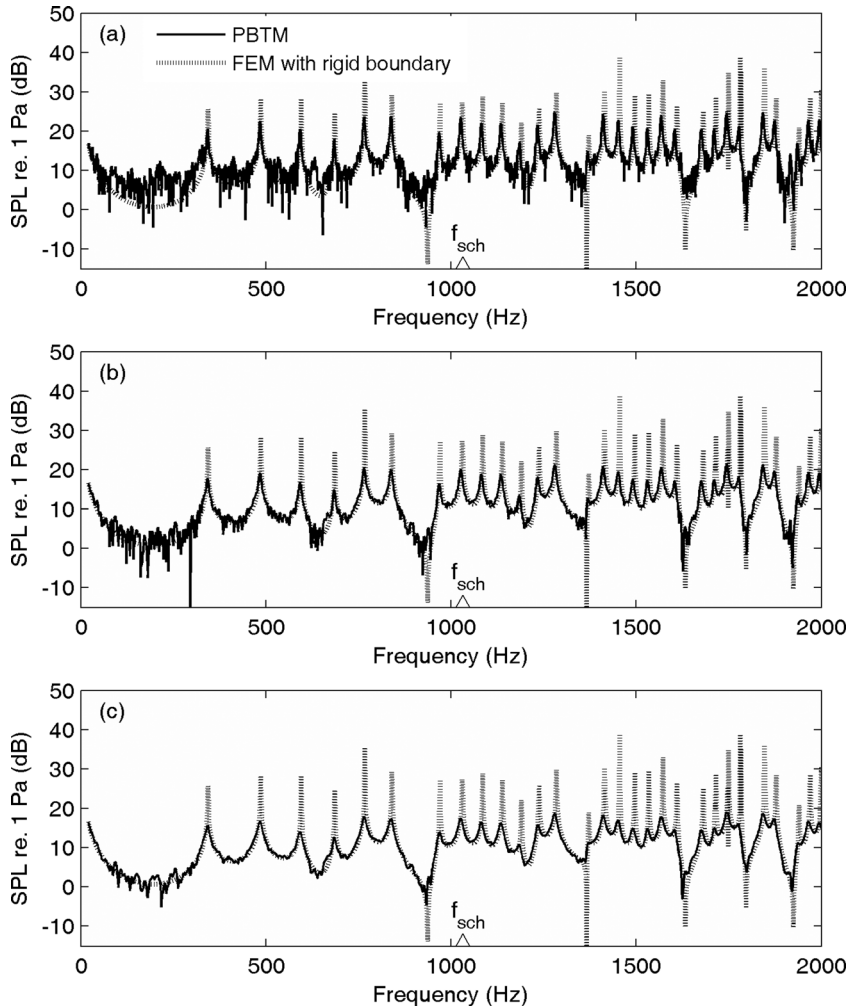 (a)
PBTM
FEM with rigid boundary
SPL re. 1 Pa (dB)
50
40
30
20
10
0
-10
f_sch
0 500 1000 1500 2000
Frequency (Hz)
(b)
SPL re. 1 Pa (dB)
50
40
30
20
10
0
-10
f_sch
0 500 1000 1500 2000
Frequency (Hz)
(c)
SPL re. 1 Pa (dB)
50
40
30
20
10
0
-10
f_sch
0 500 1000 1500 2000
Frequency (Hz)